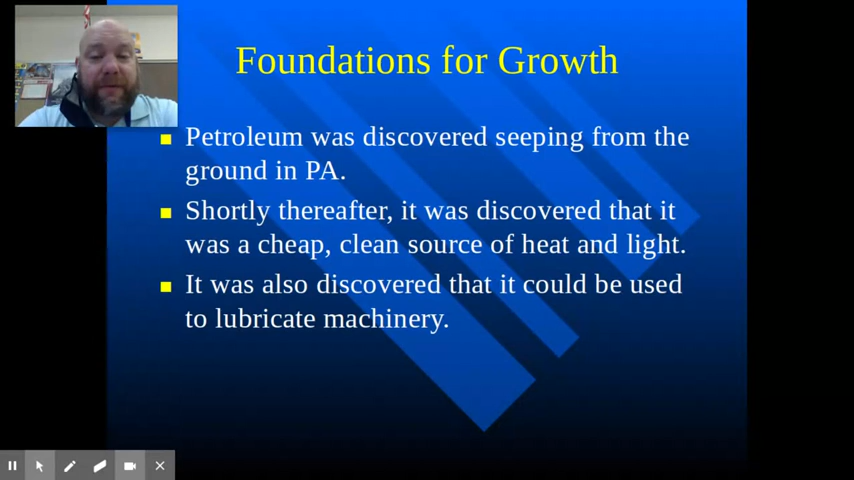 Foundations for Growth
Petroleum was discovered seeping from the
ground in PA.
Shortly thereafter, it was discovered that it
was a cheap, clean source of heat and light.
It was also discovered that it could be used
to lubricate machinery.